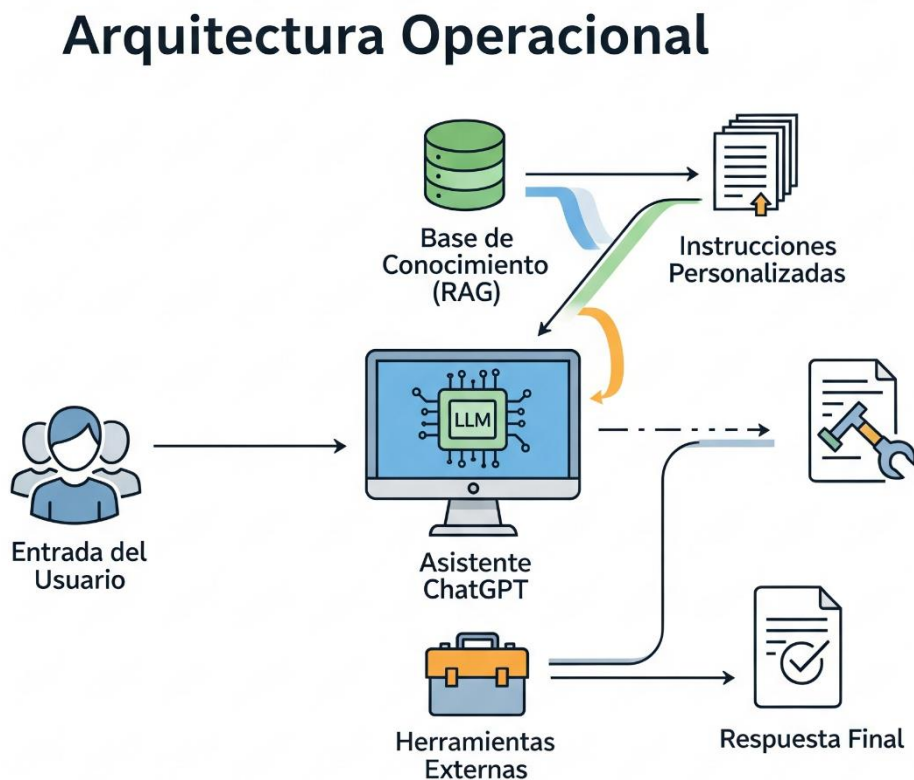 Arquitectura Operacional
Base de
Conocimiento
(RAG)
Instrucciones
Personalizadas
LLM
Entrada del
Usuario
Asistente
ChatGPT
Herramientas
Externas
Respuesta Final